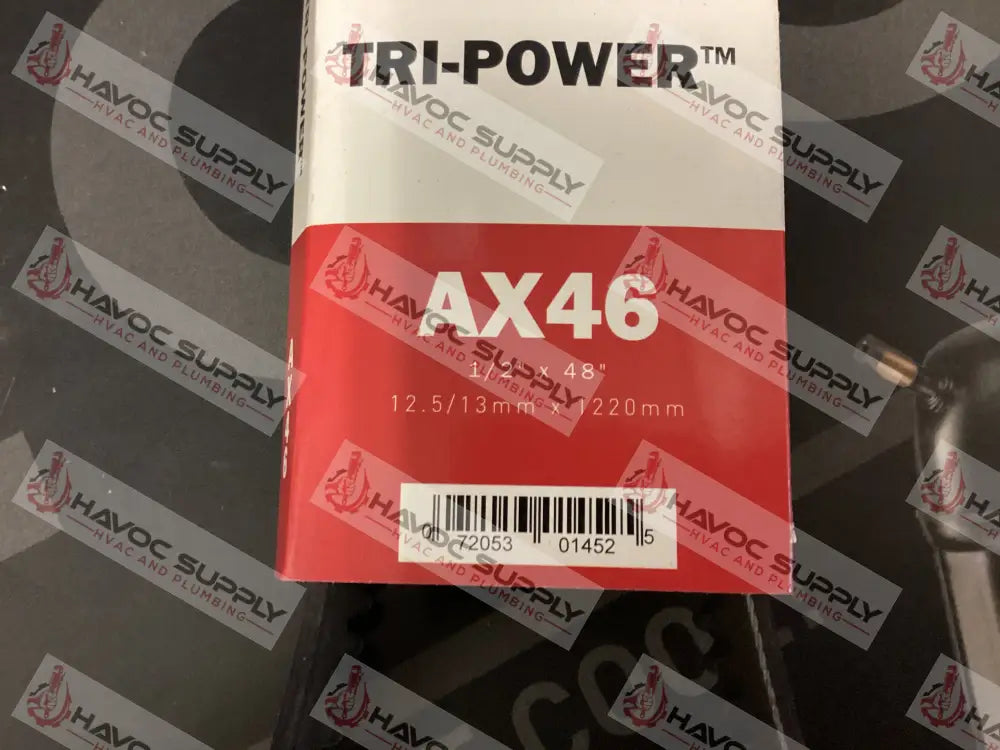 TRI-POWER™
AX46
1/2" x 48"
12.5/13mm x 1220mm
0 72053 01452 5
HAVOC SUPPLY
HVAC AND PLUMBING